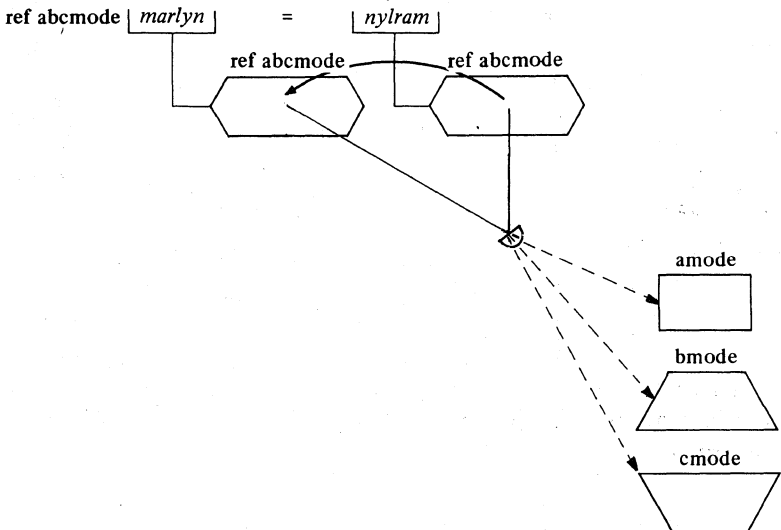 ref abcmode marlyn = nylram
ref abcmode ref abcmode
amode
bmode
cmode